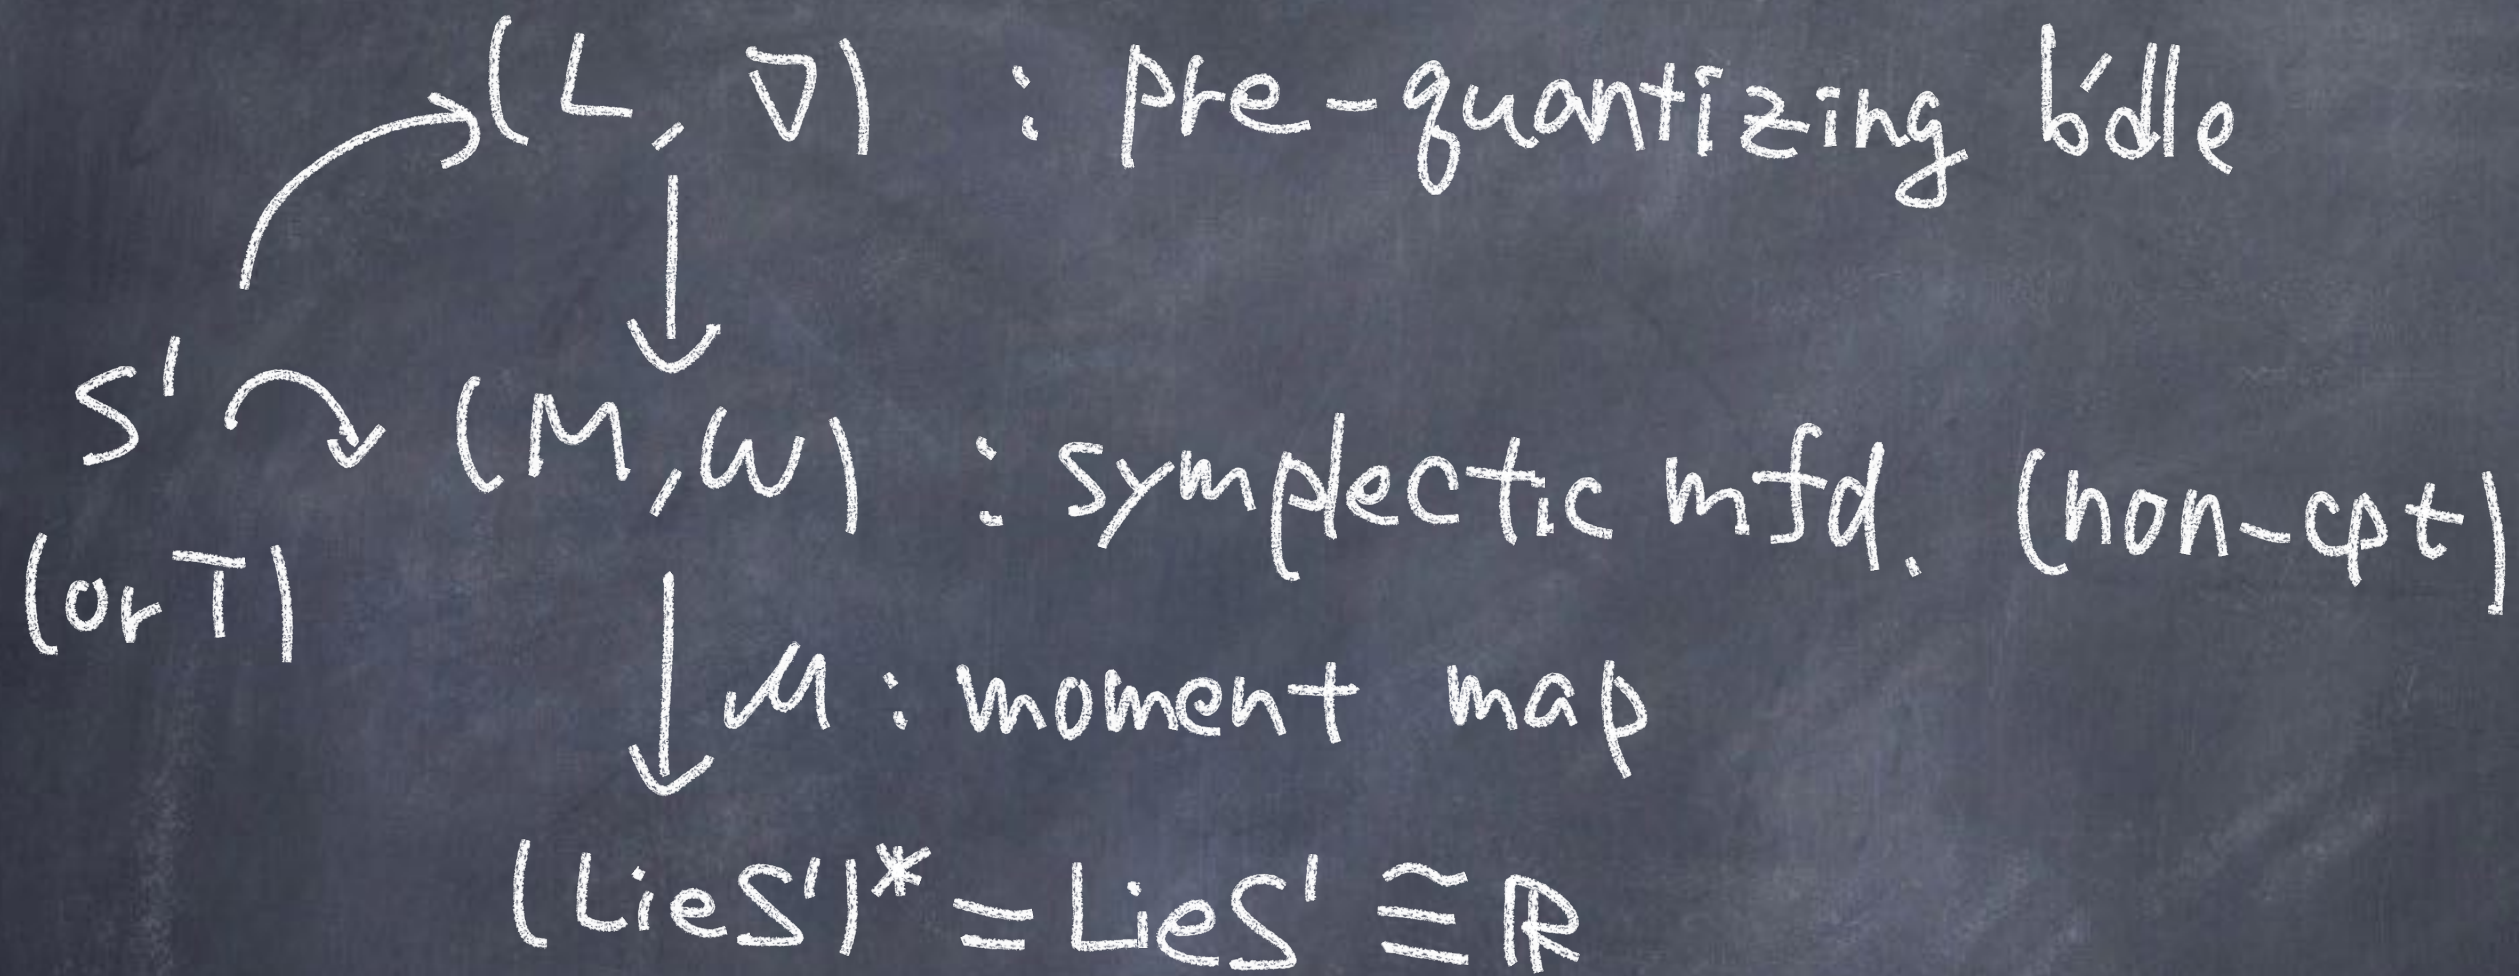 (L, ∇) : pre-quantizing b'dle
S¹ ↷ (M, ω) : symplectic mfd. (non-cpt)
(or T)
μ : moment map
(Lie S¹)* = Lie S¹ ≅ ℝ